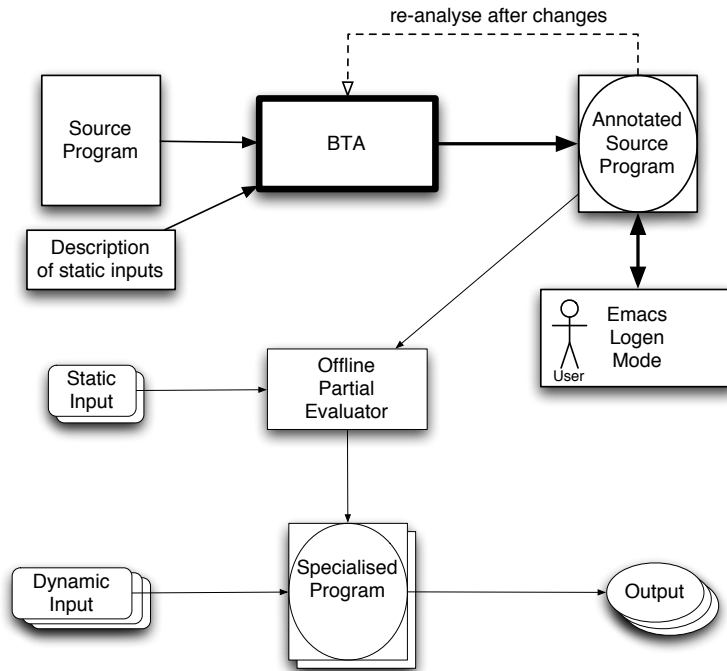 re-analyse after changes
Source
Program
BTA
Annotated
Source
Program
Description
of static inputs
Emacs
Logen
Mode
User
Static
Input
Offline
Partial
Evaluator
Dynamic
Input
Specialised
Program
Output